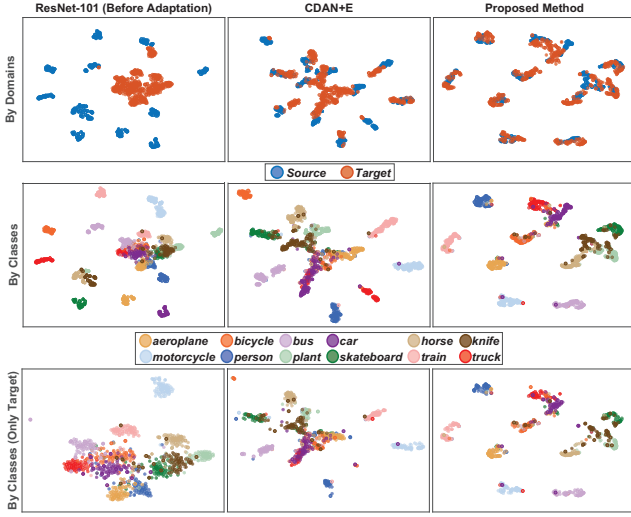 ResNet-101 (Before Adaptation) CDAN+E Proposed Method
By Domains
Source Target
By Classes
aeroplane bicycle bus car horse knife
motorcycle person plant skateboard train truck
By Classes (Only Target)